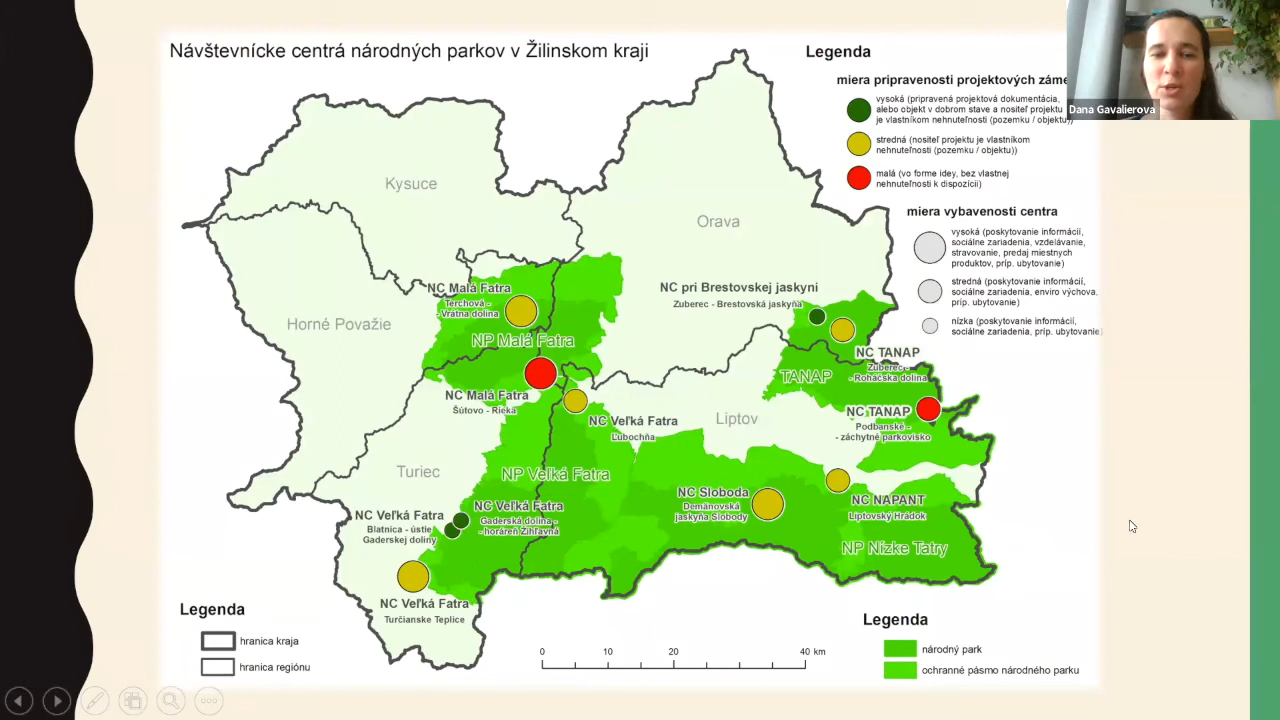 Návštevnícke centrá národných parkov v Žilinskom kraji
Legenda
miera pripravenosti projektových záme
vysoká (pripravená projektová dokumentácia,
alebo objekt v dobrom stave a nositeľ projektu
je vlastníkom nehnuteľnosti (pozemku / objektu))
stredná (nositeľ projektu je vlastníkom
nehnuteľnosti (pozemku / objektu))
malá (vo forme idey, bez vlastnej
nehnuteľnosti k dispozícii)
miera vybavenosti centra
vysoká (poskytovanie informácií,
sociálne zariadenia, vzdelávanie,
stravovanie, predaj miestnych
produktov, príp. ubytovanie)
stredná (poskytovanie informácií,
sociálne zariadenia, enviro výchova,
príp. ubytovanie)
nízka (poskytovanie informácií,
sociálne zariadenia, príp. ubytovanie)
Dana Gavalierova
Kysuce
Orava
Horné Považie
Liptov
Turiec
NC Malá Fatra
Terchová -
- Vrátna dolina
NP Malá Fatra
NC Malá Fatra
Šútovo - Rieka
NC pri Brestovskej jaskyni
Zuberec - Brestovská jaskyňa
NC TANAP
Zuberec -
- Roháčska dolina
TANAP
NC TANAP
Podbanské -
- záchytné parkovisko
NC Veľká Fatra
Ľubochňa
NP Veľká Fatra
NC Sloboda
Demänovská
jaskyňa Slobody
NC NAPANT
Liptovský Hrádok
NP Nízke Tatry
NC Veľká Fatra
Gaderská dolina -
- horáreň Žihľavná
NC Veľká Fatra
Blatnica - ústie
Gaderskej doliny
NC Veľká Fatra
Turčianske Teplice
Legenda
hranica kraja
hranica regiónu
0 10 20 40 km
Legenda
národný park
ochranné pásmo národného parku